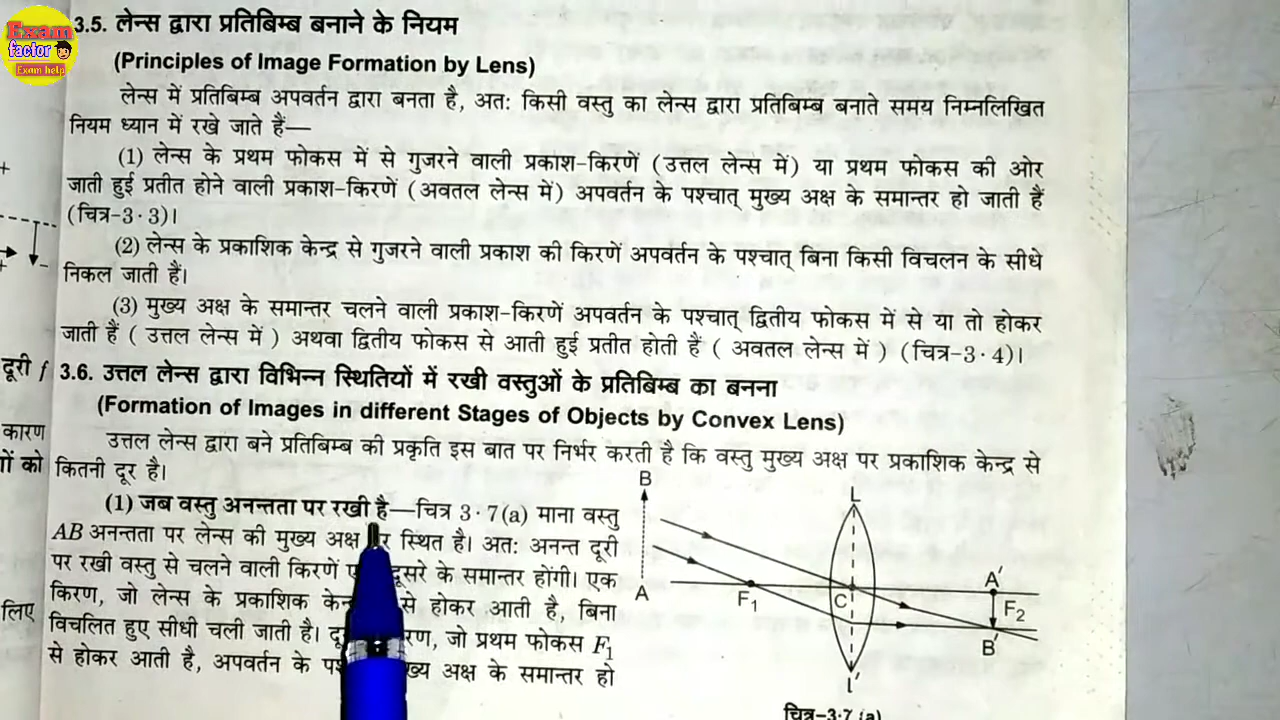 Exam
factor
Exam help
3.5. लेन्स द्वारा प्रतिबिम्ब बनाने के नियम
(Principles of Image Formation by Lens)
लेन्स में प्रतिबिम्ब अपवर्तन द्वारा बनता है, अतः किसी वस्तु का लेन्स द्वारा प्रतिबिम्ब बनाते समय निम्नलिखित
नियम ध्यान में रखे जाते हैं—
(1) लेन्स के प्रथम फोकस में से गुजरने वाली प्रकाश-किरणें (उत्तल लेन्स में) या प्रथम फोकस की ओर
जाती हुई प्रतीत होने वाली प्रकाश-किरणें (अवतल लेन्स में) अपवर्तन के पश्चात् मुख्य अक्ष के समान्तर हो जाती हैं
(चित्र-3·3)।
(2) लेन्स के प्रकाशिक केन्द्र से गुजरने वाली प्रकाश की किरणें अपवर्तन के पश्चात् बिना किसी विचलन के सीधे
निकल जाती हैं।
(3) मुख्य अक्ष के समान्तर चलने वाली प्रकाश-किरणें अपवर्तन के पश्चात् द्वितीय फोकस में से या तो होकर
जाती हैं ( उत्तल लेन्स में ) अथवा द्वितीय फोकस से आती हुई प्रतीत होती हैं ( अवतल लेन्स में ) (चित्र-3·4)।
दूरी f
3.6. उत्तल लेन्स द्वारा विभिन्न स्थितियों में रखी वस्तुओं के प्रतिबिम्ब का बनना
(Formation of Images in different Stages of Objects by Convex Lens)
कारण
उत्तल लेन्स द्वारा बने प्रतिबिम्ब की प्रकृति इस बात पर निर्भर करती है कि वस्तु मुख्य अक्ष पर प्रकाशिक केन्द्र से
को
कितनी दूर है।
(1) जब वस्तु अनन्तता पर रखी है—चित्र 3·7(a) माना वस्तु
AB अनन्तता पर लेन्स की मुख्य अक्ष पर स्थित है। अतः अनन्त दूरी
पर रखी वस्तु से चलने वाली किरणें दूसरे के समान्तर होंगी। एक
किरण, जो लेन्स के प्रकाशिक से होकर आती है, बिना
लिए
विचलित हुए सीधी चली जाती है। जो प्रथम फोकस F₁
से होकर आती है, अपवर्तन के अक्ष के समान्तर हो
B
A
F₁
L
C
L′
A′
F₂
B′
चित्र-3·7 (a)